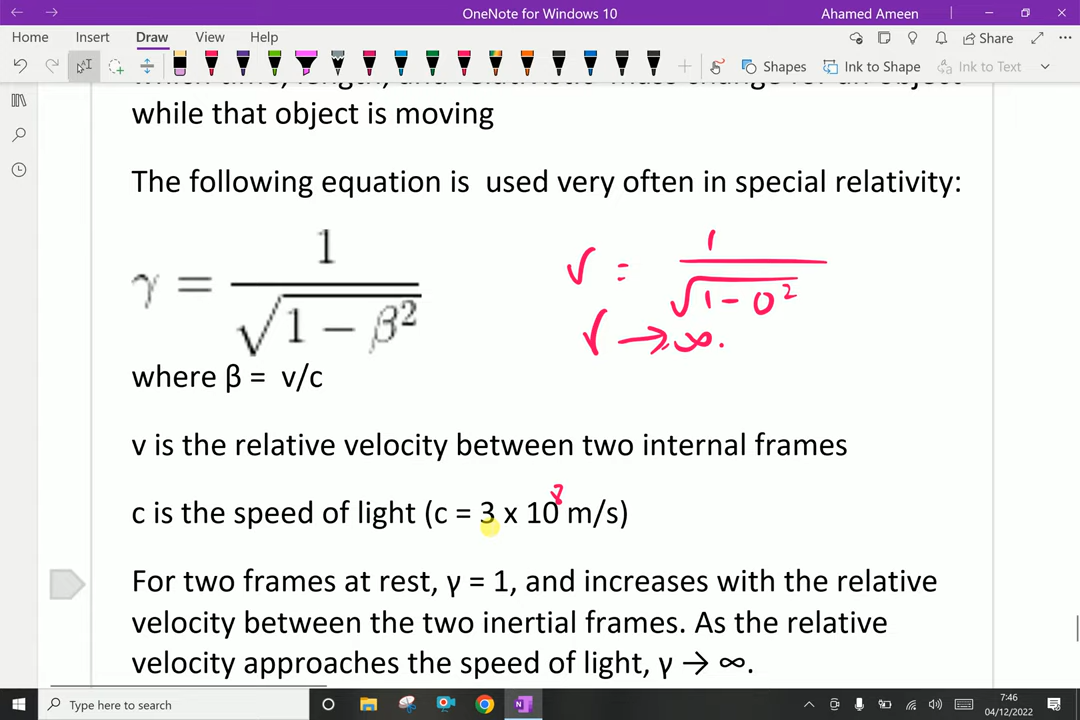 OneNote for Windows 10
Ahamed Ameen
Home Insert Draw View Help
Share
Shapes Ink to Shape Ink to Text
while that object is moving
The following equation is used very often in special relativity:
γ = 1 / √(1 − β²)
γ = 1 / √(1 - 0²)
γ → ∞.
where β = v/c
v is the relative velocity between two internal frames
c is the speed of light (c = 3 x 10⁸ m/s)
For two frames at rest, γ = 1, and increases with the relative
velocity between the two inertial frames. As the relative
velocity approaches the speed of light, γ → ∞.
Type here to search
7:46
04/12/2022